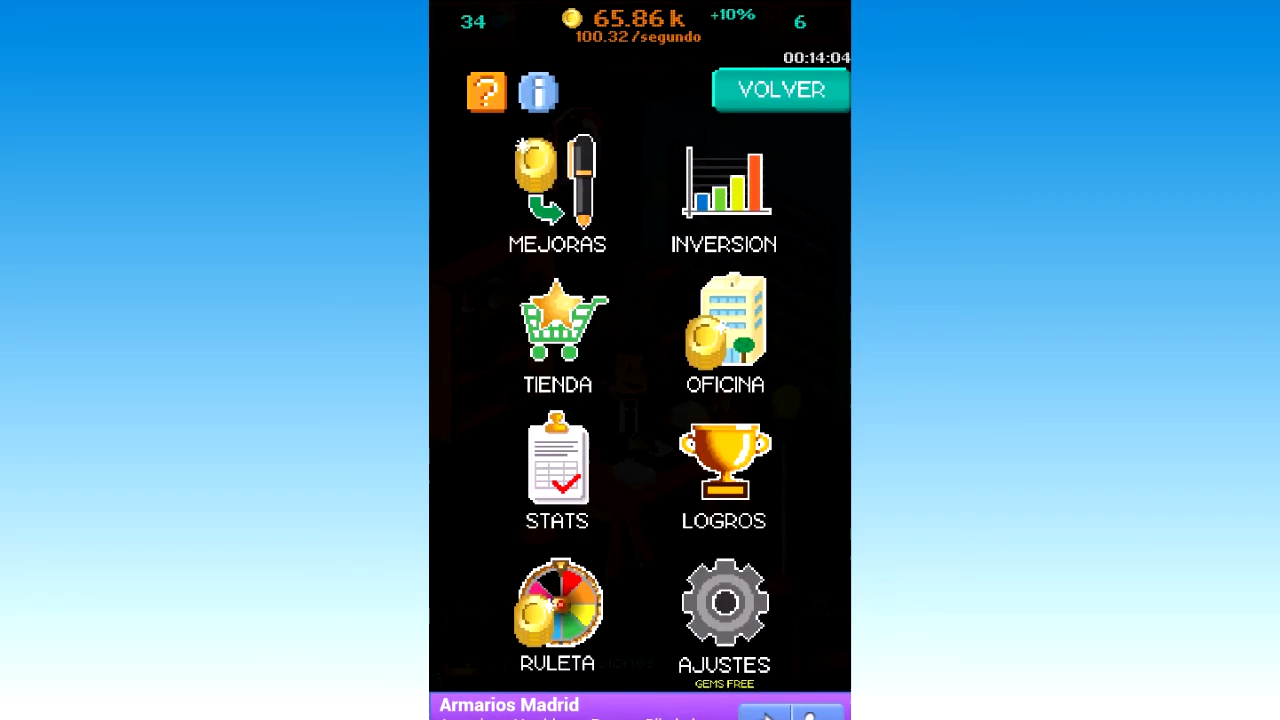 34 65.86 k +10% 6
100.32 /segundo
00:14:04
? i VOLVER
MEJORAS INVERSION
TIENDA OFICINA
STATS LOGROS
RULETA AJUSTES
GEMS FREE
Armarios Madrid